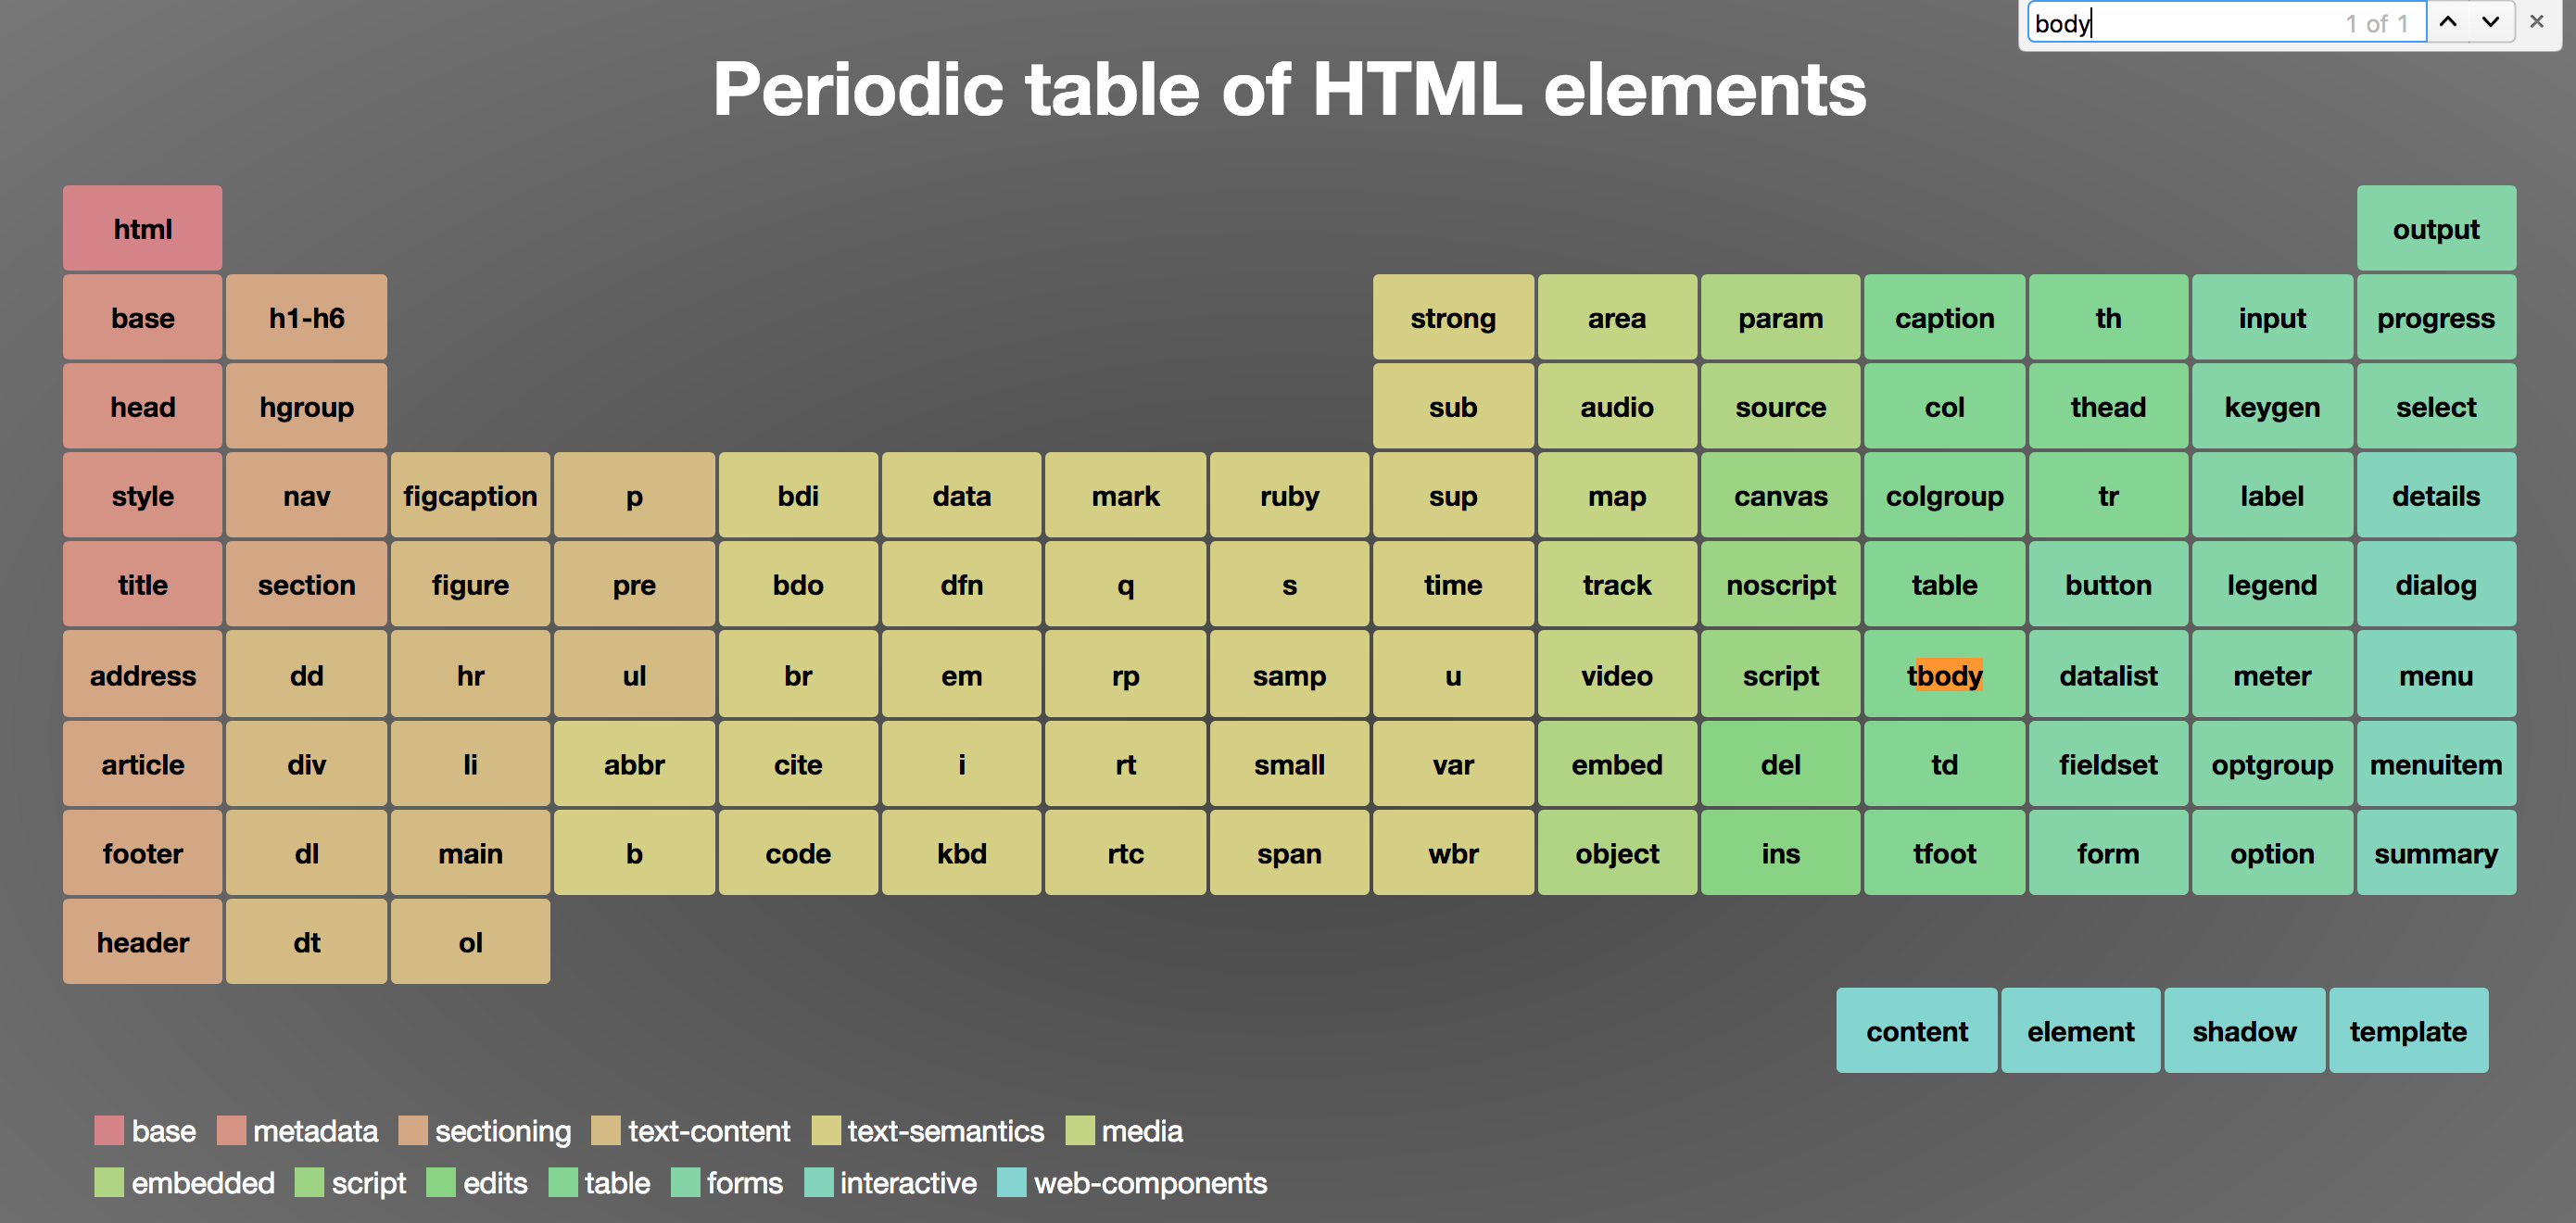 body 1 of 1
Periodic table of HTML elements
html output
base h1-h6 strong area param caption th input progress
head hgroup sub audio source col thead keygen select
style nav figcaption p bdi data mark ruby sup map canvas colgroup tr label details
title section figure pre bdo dfn q s time track noscript table button legend dialog
address dd hr ul br em rp samp u video script tbody datalist meter menu
article div li abbr cite i rt small var embed del td fieldset optgroup menuitem
footer dl main b code kbd rtc span wbr object ins tfoot form option summary
header dt ol
content element shadow template
base metadata sectioning text-content text-semantics media
embedded script edits table forms interactive web-components